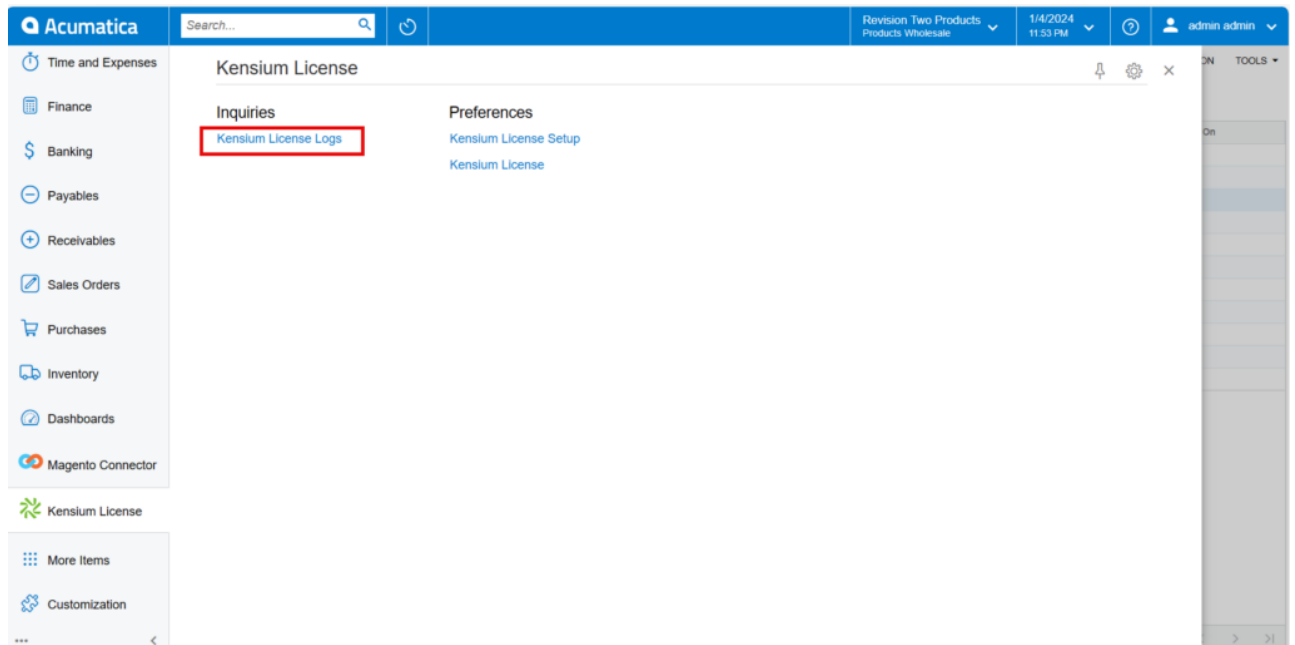 Acumatica
Search...
Revision Two Products
Products Wholesale
1/4/2024
11:53 PM
admin admin
Time and Expenses
Finance
Banking
Payables
Receivables
Sales Orders
Purchases
Inventory
Dashboards
Magento Connector
Kensium License
More Items
Customization
Kensium License
Inquiries
Kensium License Logs
Preferences
Kensium License Setup
Kensium License
TOOLS
On